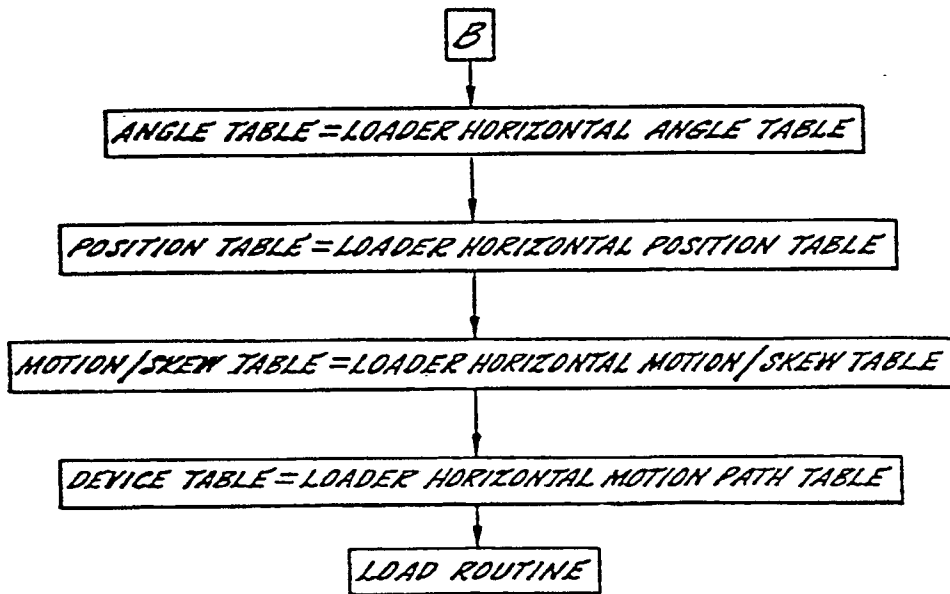 B
ANGLE TABLE=LOADER HORIZONTAL ANGLE TABLE
POSITION TABLE=LOADER HORIZONTAL POSITION TABLE
MOTION/SKEW TABLE=LOADER HORIZONTAL MOTION/SKEW TABLE
DEVICE TABLE=LOADER HORIZONTAL MOTION PATH TABLE
LOAD ROUTINE